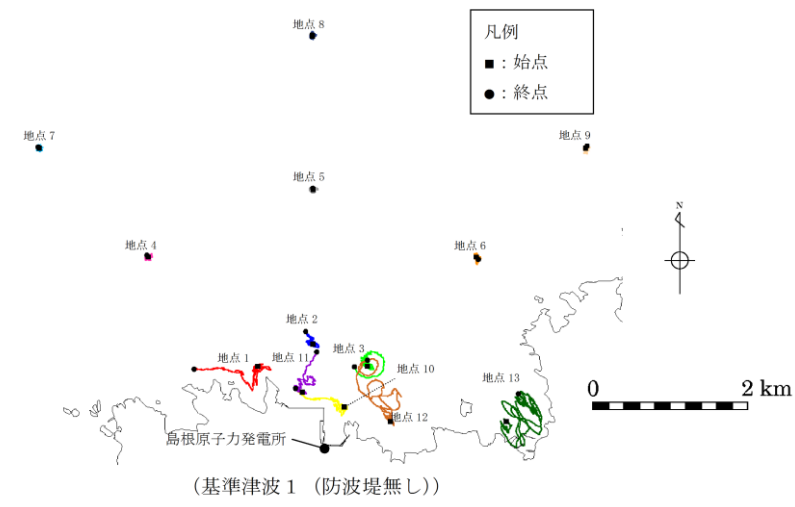 地点 8
凡例
■：始点
●：終点
地点 7
地点 9
地点 5
N
地点 4
地点 6
地点 2
地点 1
地点 11
地点 3
地点 10
地点 13
0
2 km
地点 12
島根原子力発電所
（基準津波１（防波堤無し））